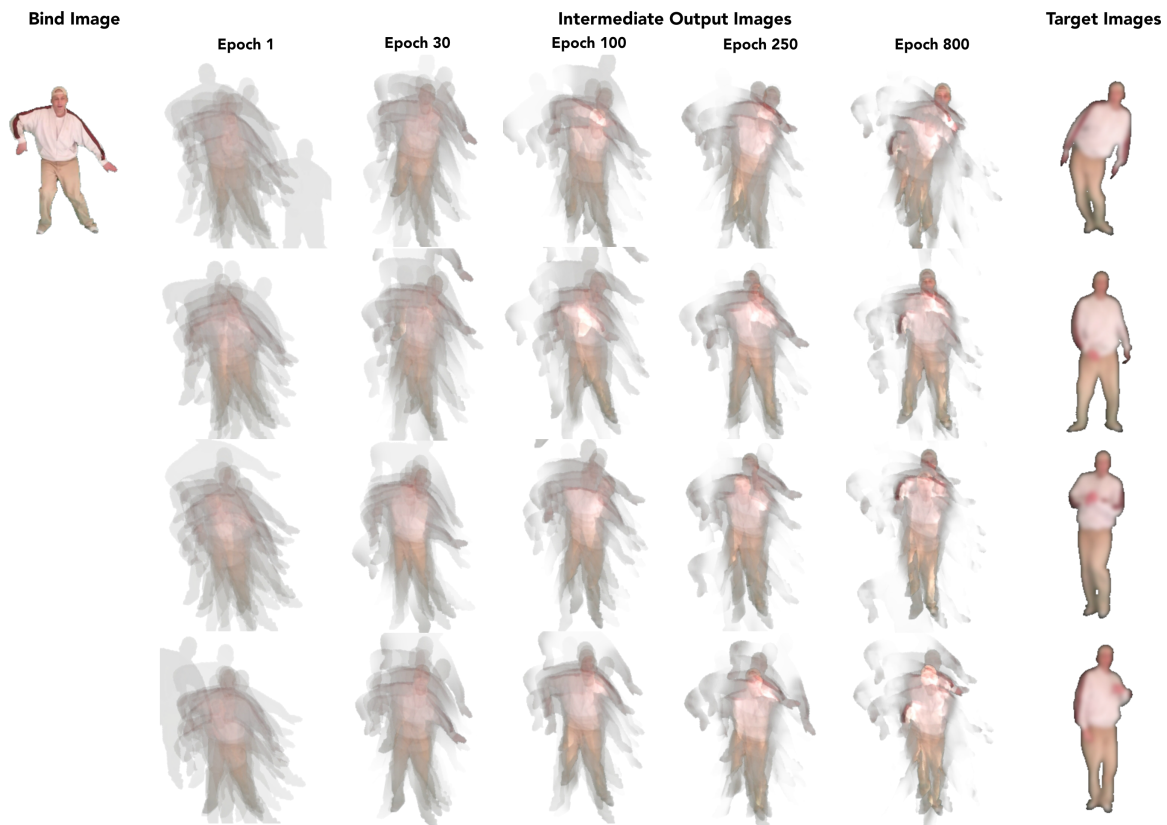 Bind Image
Intermediate Output Images
Target Images
Epoch 1
Epoch 30
Epoch 100
Epoch 250
Epoch 800